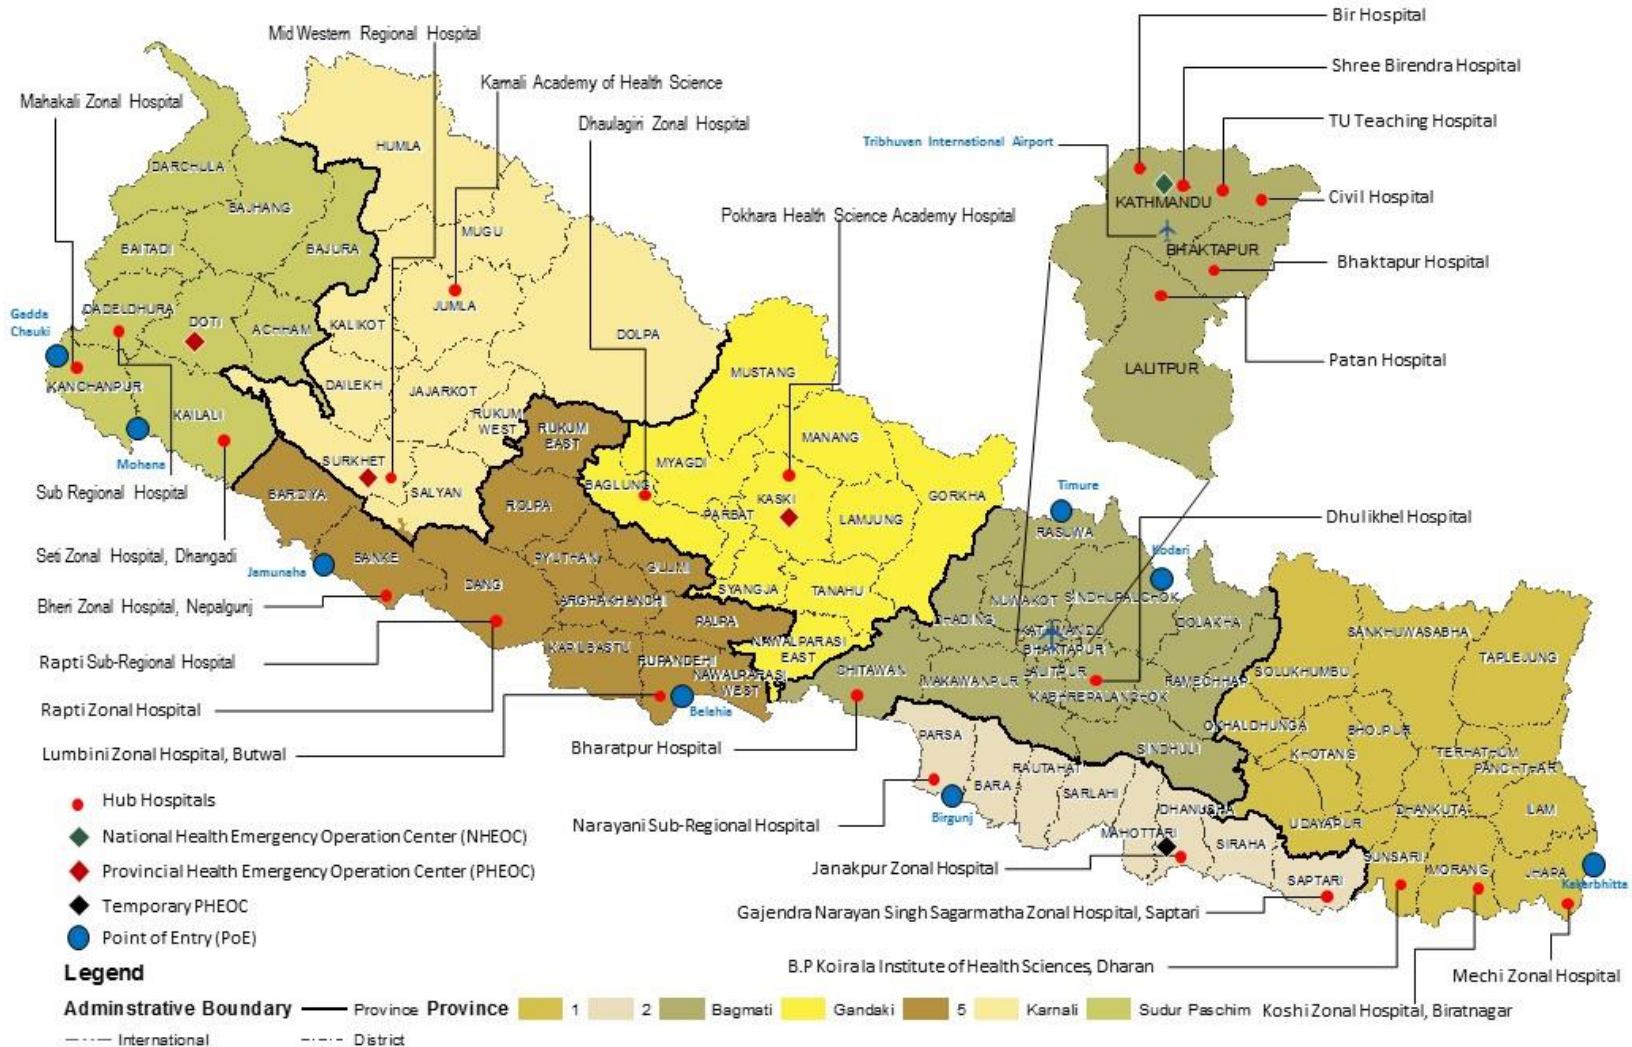 Bir Hospital
Mid Western Regional Hospital
Shree Birendra Hospital
Karnali Academy of Health Science
Mahakali Zonal Hospital
Dhaulagiri Zonal Hospital
TU Teaching Hospital
Tribhuvan International Airport
HUMLA
DARCHULA
KATHMANDU
Civil Hospital
BAJHANG
Pokhara Health Science Academy Hospital
MUGU
BAITADI
BAJURA
BHAKTAPUR
Bhaktapur Hospital
JUMLA
DADELDHURA
Gadda
Chauki
DOTI
ACHHAM
KALIKOT
DOLPA
Patan Hospital
LALITPUR
MUSTANG
KANCHANPUR
DAILEKH
JAJARKOT
KAILALI
RUKUM
WEST
RUKUM
EAST
MANANG
Mohana
SURKHET
MYAGDI
Sub Regional Hospital
BARDIYA
SALYAN
BAGLUNG
KASKI
GORKHA
Timure
ROLPA
PARBAT
LAMJUNG
Dhulikhel Hospital
RASUWA
Seti Zonal Hospital, Dhangadi
Jamunaha
BANKE
PYUTHAN
GULMI
Kodari
DANG
SYANGJA
TANAHU
NUWAKOT
SINDHUPALCHOK
Bheri Zonal Hospital, Nepalgunj
ARGHAKHANCHI
PALPA
DHADING
DOLAKHA
KATHMANDU
SANKHUWASABHA
NAWALPARASI
EAST
BHAKTAPUR
TAPLEJUNG
Rapti Sub-Regional Hospital
KAPILBASTU
RUPANDEHI
CHITAWAN
LALITPUR
SOLUKHUMBU
NAWALPARASI
WEST
MAKAWANPUR
RAMECHHAP
KABHREPALANCHOK
Rapti Zonal Hospital
Belahia
OKHALDHUNGA
BHOJPUR
PARSA
Bharatpur Hospital
SINDHULI
KHOTANG
TERHATHUM
Lumbini Zonal Hospital, Butwal
PANCHTHAR
RAUTAHAT
BARA
SARLAHI
Hub Hospitals
Birgunj
DHANUSHA
DHANKUTA
ILAM
Narayani Sub-Regional Hospital
UDAYAPUR
National Health Emergency Operation Center (NHEOC)
MAHOTTARI
SIRAHA
SUNSARI
Janakpur Zonal Hospital
MORANG
JHAPA
Provincial Health Emergency Operation Center (PHEOC)
SAPTARI
Kakarbhitta
Temporary PHEOC
Gajendra Narayan Singh Sagarmatha Zonal Hospital, Saptari
Point of Entry (PoE)
B.P Koirala Institute of Health Sciences, Dharan
Legend
Mechi Zonal Hospital
Adminstrative Boundary Province Province 1 2 Bagmati Gandaki 5 Karnali Sudur Paschim Koshi Zonal Hospital, Biratnagar
International District